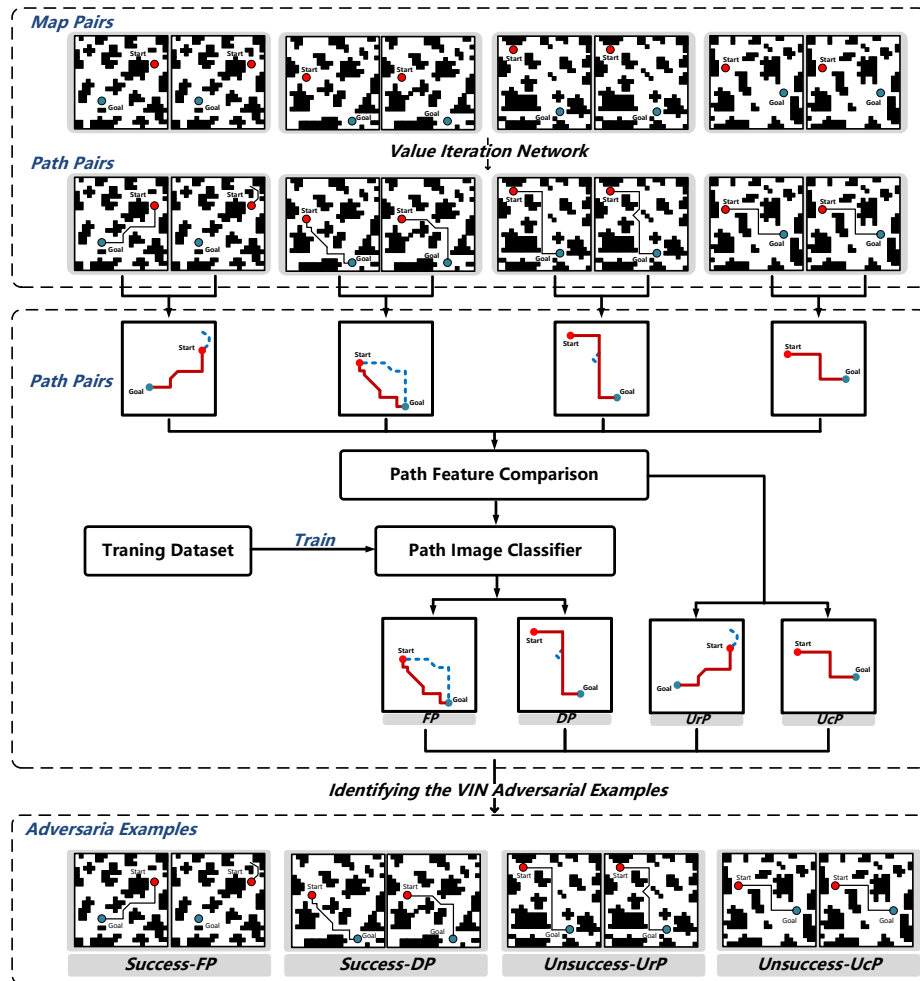 Map Pairs
Start Start Start Start Start Start Start Start
Goal Goal Goal Goal Goal Goal Goal Goal
Value Iteration Network
Path Pairs
Start Start Start Start Start Start Start Start
Goal Goal Goal Goal Goal Goal Goal Goal
Path Pairs
Start Start Start Start
Goal Goal Goal Goal
Path Feature Comparison
Traning Dataset Train Path Image Classifier
Start Start Start Start
Goal Goal Goal Goal
FP DP UrP UcP
Identifying the VIN Adversarial Examples
Adversaria Examples
Start Start Start Start Start Start Start Start
Goal Goal Goal Goal Goal Goal Goal Goal
Success-FP Success-DP Unsuccess-UrP Unsuccess-UcP